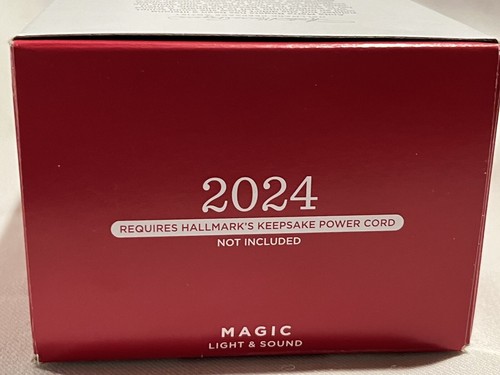 2024
REQUIRES HALLMARK'S KEEPSAKE POWER CORD
NOT INCLUDED
MAGIC
LIGHT & SOUND